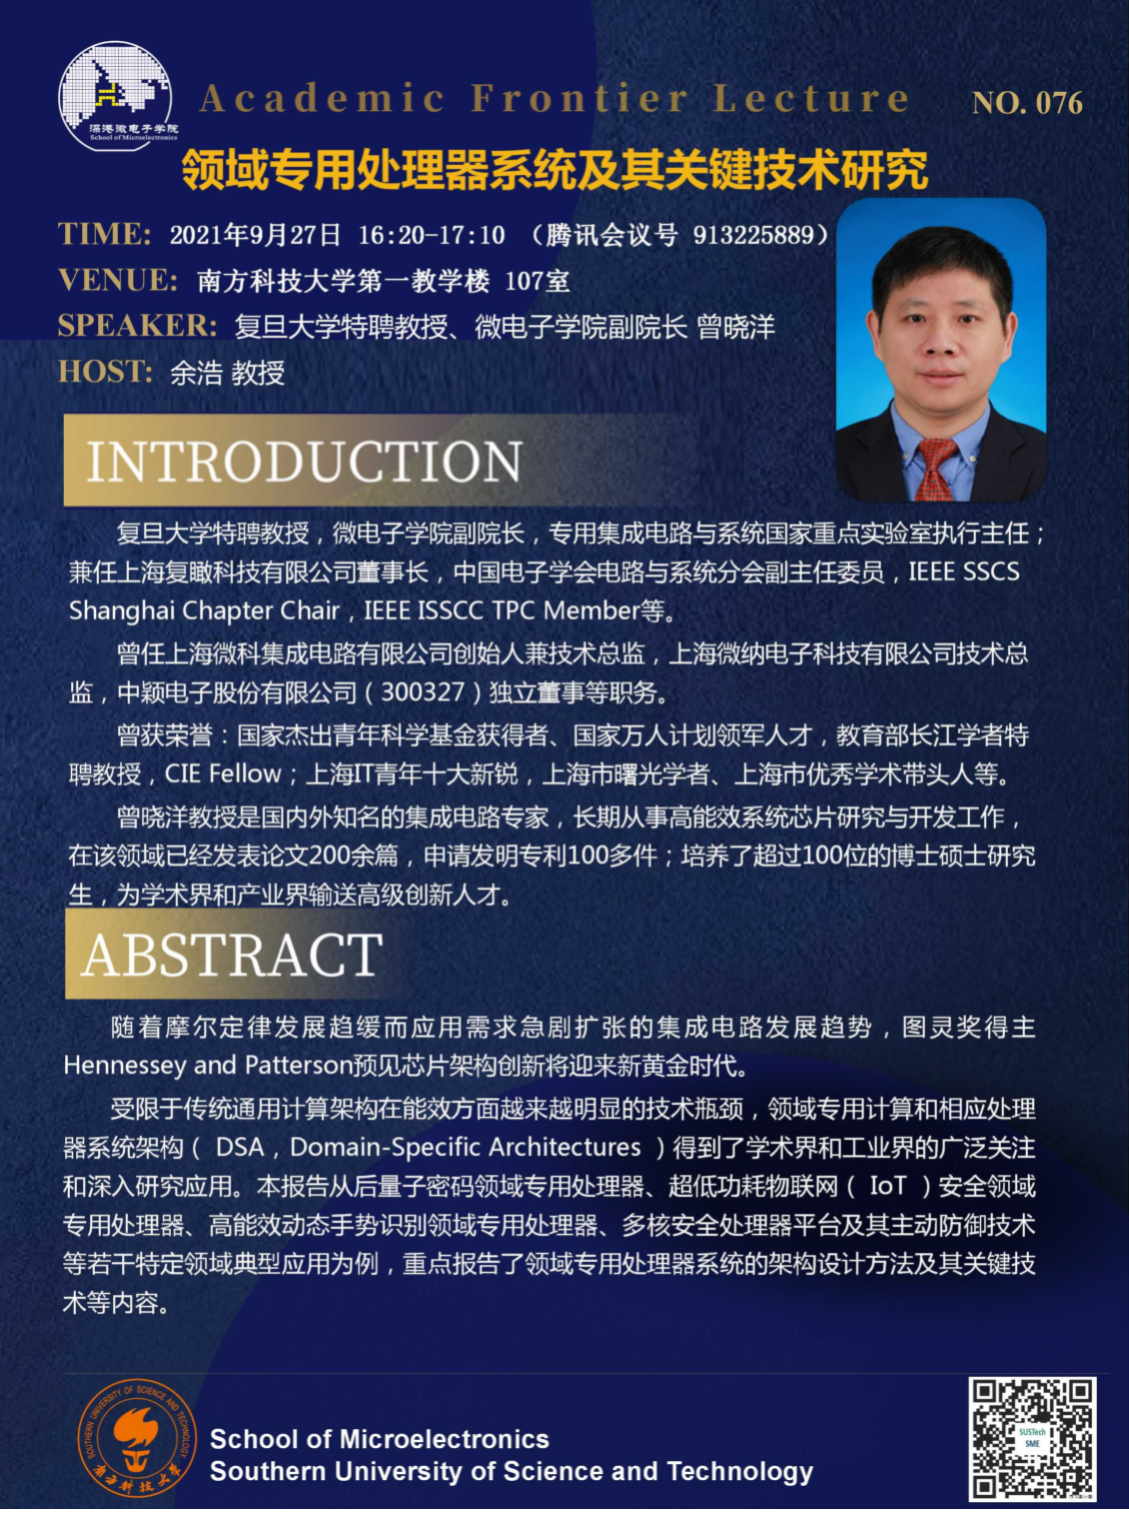 深港微电子学院
School of Microelectronics
Academic Frontier Lecture NO. 076
领域专用处理器系统及其关键技术研究
TIME: 2021年9月27日 16:20-17:10 （腾讯会议号 913225889）
VENUE: 南方科技大学第一教学楼 107室
SPEAKER: 复旦大学特聘教授、微电子学院副院长 曾晓洋
HOST: 余浩 教授
INTRODUCTION
复旦大学特聘教授，微电子学院副院长，专用集成电路与系统国家重点实验室执行主任；
兼任上海复瞰科技有限公司董事长，中国电子学会电路与系统分会副主任委员，IEEE SSCS
Shanghai Chapter Chair，IEEE ISSCC TPC Member等。
曾任上海微科集成电路有限公司创始人兼技术总监，上海微纳电子科技有限公司技术总
监，中颖电子股份有限公司（300327）独立董事等职务。
曾获荣誉：国家杰出青年科学基金获得者、国家万人计划领军人才，教育部长江学者特
聘教授，CIE Fellow；上海IT青年十大新锐，上海市曙光学者、上海市优秀学术带头人等。
曾晓洋教授是国内外知名的集成电路专家，长期从事高能效系统芯片研究与开发工作，
在该领域已经发表论文200余篇，申请发明专利100多件；培养了超过100位的博士硕士研究
生，为学术界和产业界输送高级创新人才。
ABSTRACT
随着摩尔定律发展趋缓而应用需求急剧扩张的集成电路发展趋势，图灵奖得主
Hennessey and Patterson预见芯片架构创新将迎来新黄金时代。
受限于传统通用计算架构在能效方面越来越明显的技术瓶颈，领域专用计算和相应处理
器系统架构（ DSA，Domain-Specific Architectures ）得到了学术界和工业界的广泛关注
和深入研究应用。本报告从后量子密码领域专用处理器、超低功耗物联网（ IoT ）安全领域
专用处理器、高能效动态手势识别领域专用处理器、多核安全处理器平台及其主动防御技术
等若干特定领域典型应用为例，重点报告了领域专用处理器系统的架构设计方法及其关键技
术等内容。
SOUTHERN UNIVERSITY OF SCIENCE AND TECHNOLOGY
南方科技大学
School of Microelectronics
Southern University of Science and Technology
SUSTech
SME